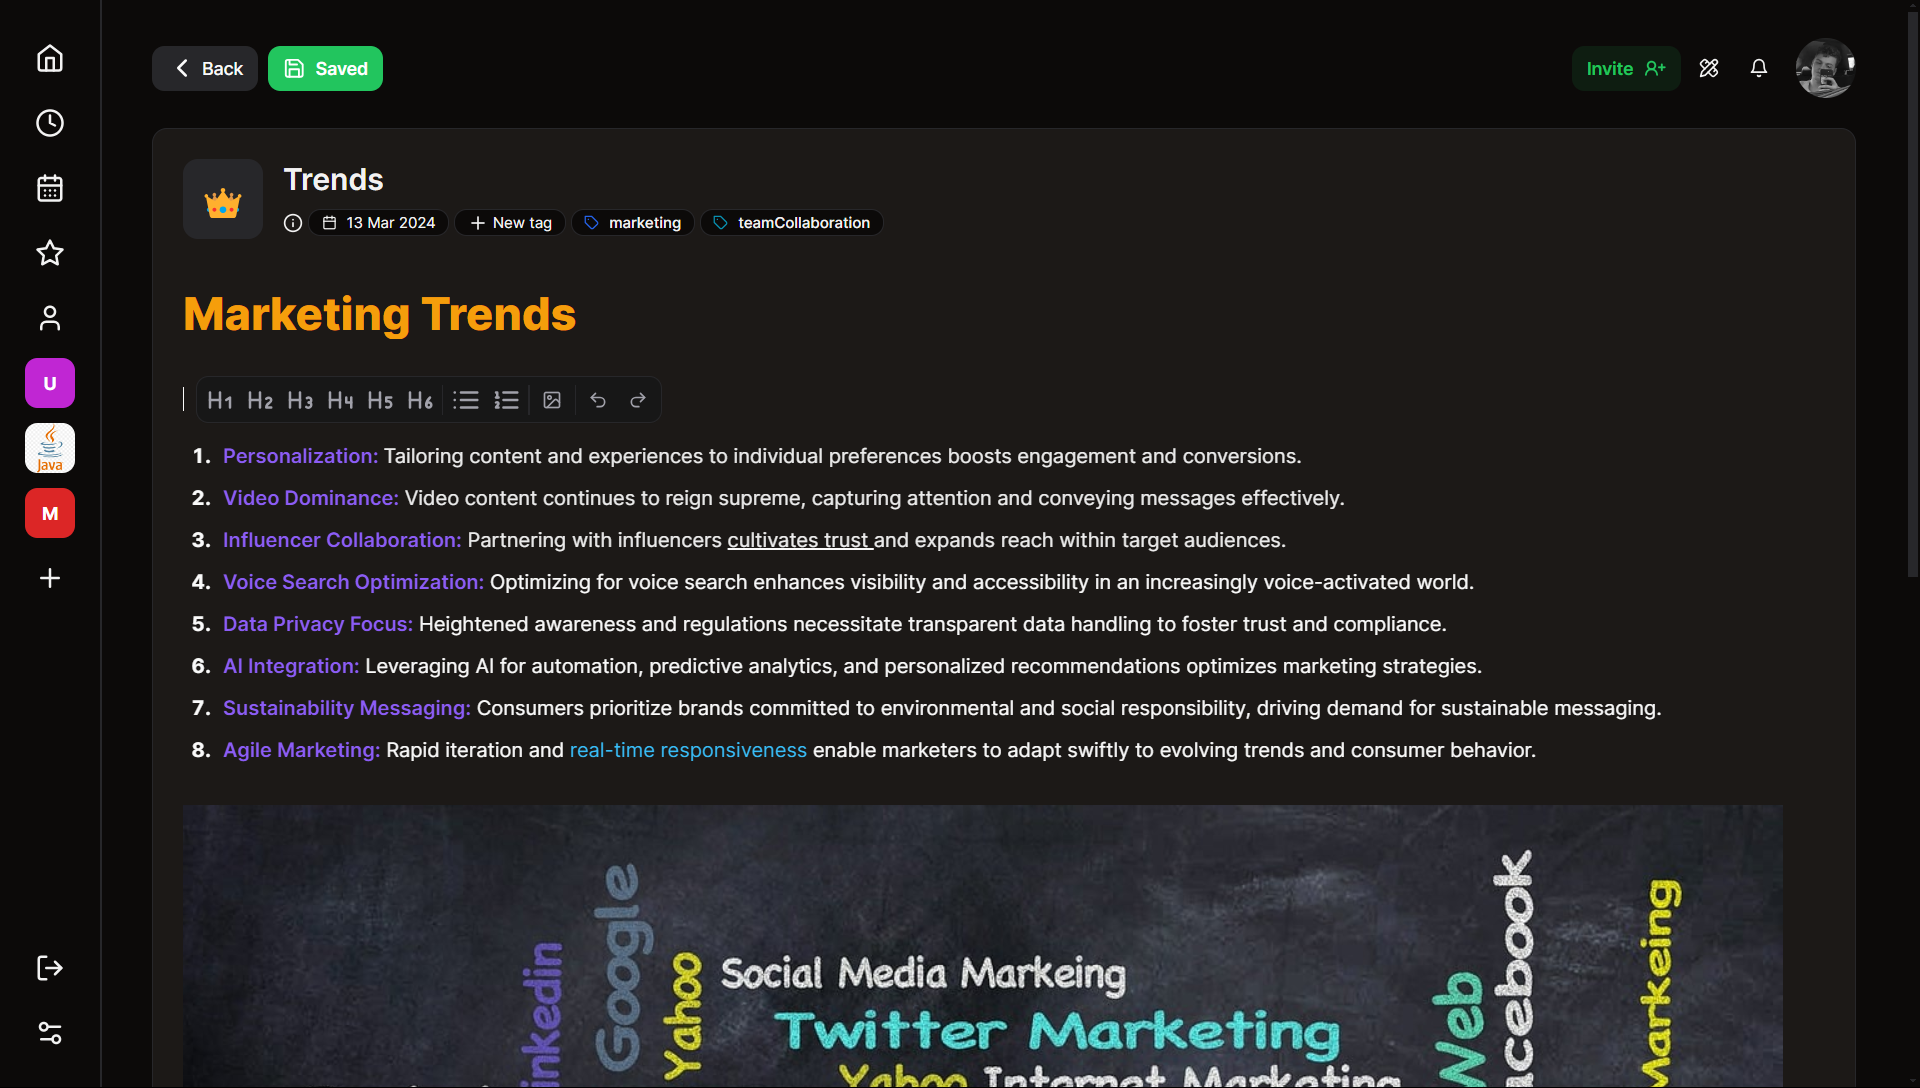 Back
Saved
Invite
Trends
13 Mar 2024
New tag
marketing
teamCollaboration
Marketing Trends
H1 H2 H3 H4 H5 H6
U
Java
M
1. Personalization: Tailoring content and experiences to individual preferences boosts engagement and conversions.
2. Video Dominance: Video content continues to reign supreme, capturing attention and conveying messages effectively.
3. Influencer Collaboration: Partnering with influencers cultivates trust and expands reach within target audiences.
4. Voice Search Optimization: Optimizing for voice search enhances visibility and accessibility in an increasingly voice-activated world.
5. Data Privacy Focus: Heightened awareness and regulations necessitate transparent data handling to foster trust and compliance.
6. AI Integration: Leveraging AI for automation, predictive analytics, and personalized recommendations optimizes marketing strategies.
7. Sustainability Messaging: Consumers prioritize brands committed to environmental and social responsibility, driving demand for sustainable messaging.
8. Agile Marketing: Rapid iteration and real-time responsiveness enable marketers to adapt swiftly to evolving trends and consumer behavior.
inkedin
Google
Yahoo
Social Media Markeing
Twitter Marketing
Yahoo Internet Marketing
Web
acebook
Markeing